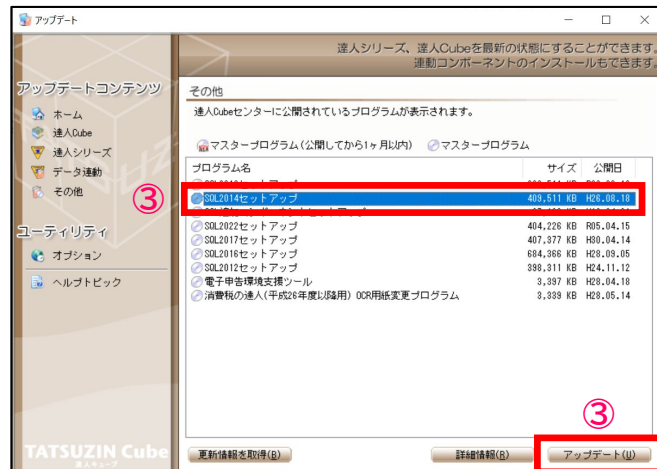 アップデート
達人シリーズ、達人Cubeを最新の状態にすることができます。
連動コンポーネントのインストールもできます。
アップデートコンテンツ
ホーム
達人Cube
達人シリーズ
データ連動
その他
ユーティリティ
オプション
ヘルプトピック
TATSUZIN Cube
達人キューブ
その他
達人Cubeセンターに公開されているプログラムが表示されます。
マスタープログラム(公開してから1ヶ月以内) マスタープログラム
プログラム名 サイズ 公開日
③
SQL2014セットアップ 409,511 KB H26.08.18
SQL2022セットアップ 404,226 KB R05.04.15
SQL2017セットアップ 407,377 KB H30.04.14
SQL2016セットアップ 684,366 KB H28.09.05
SQL2012セットアップ 398,311 KB H24.11.12
電子申告環境支援ツール 3,397 KB H28.04.18
消費税の達人(平成26年度以降用) OCR用紙変更プログラム 3,339 KB H28.05.14
③
更新情報を取得(B) 詳細情報(R) アップデート(U)